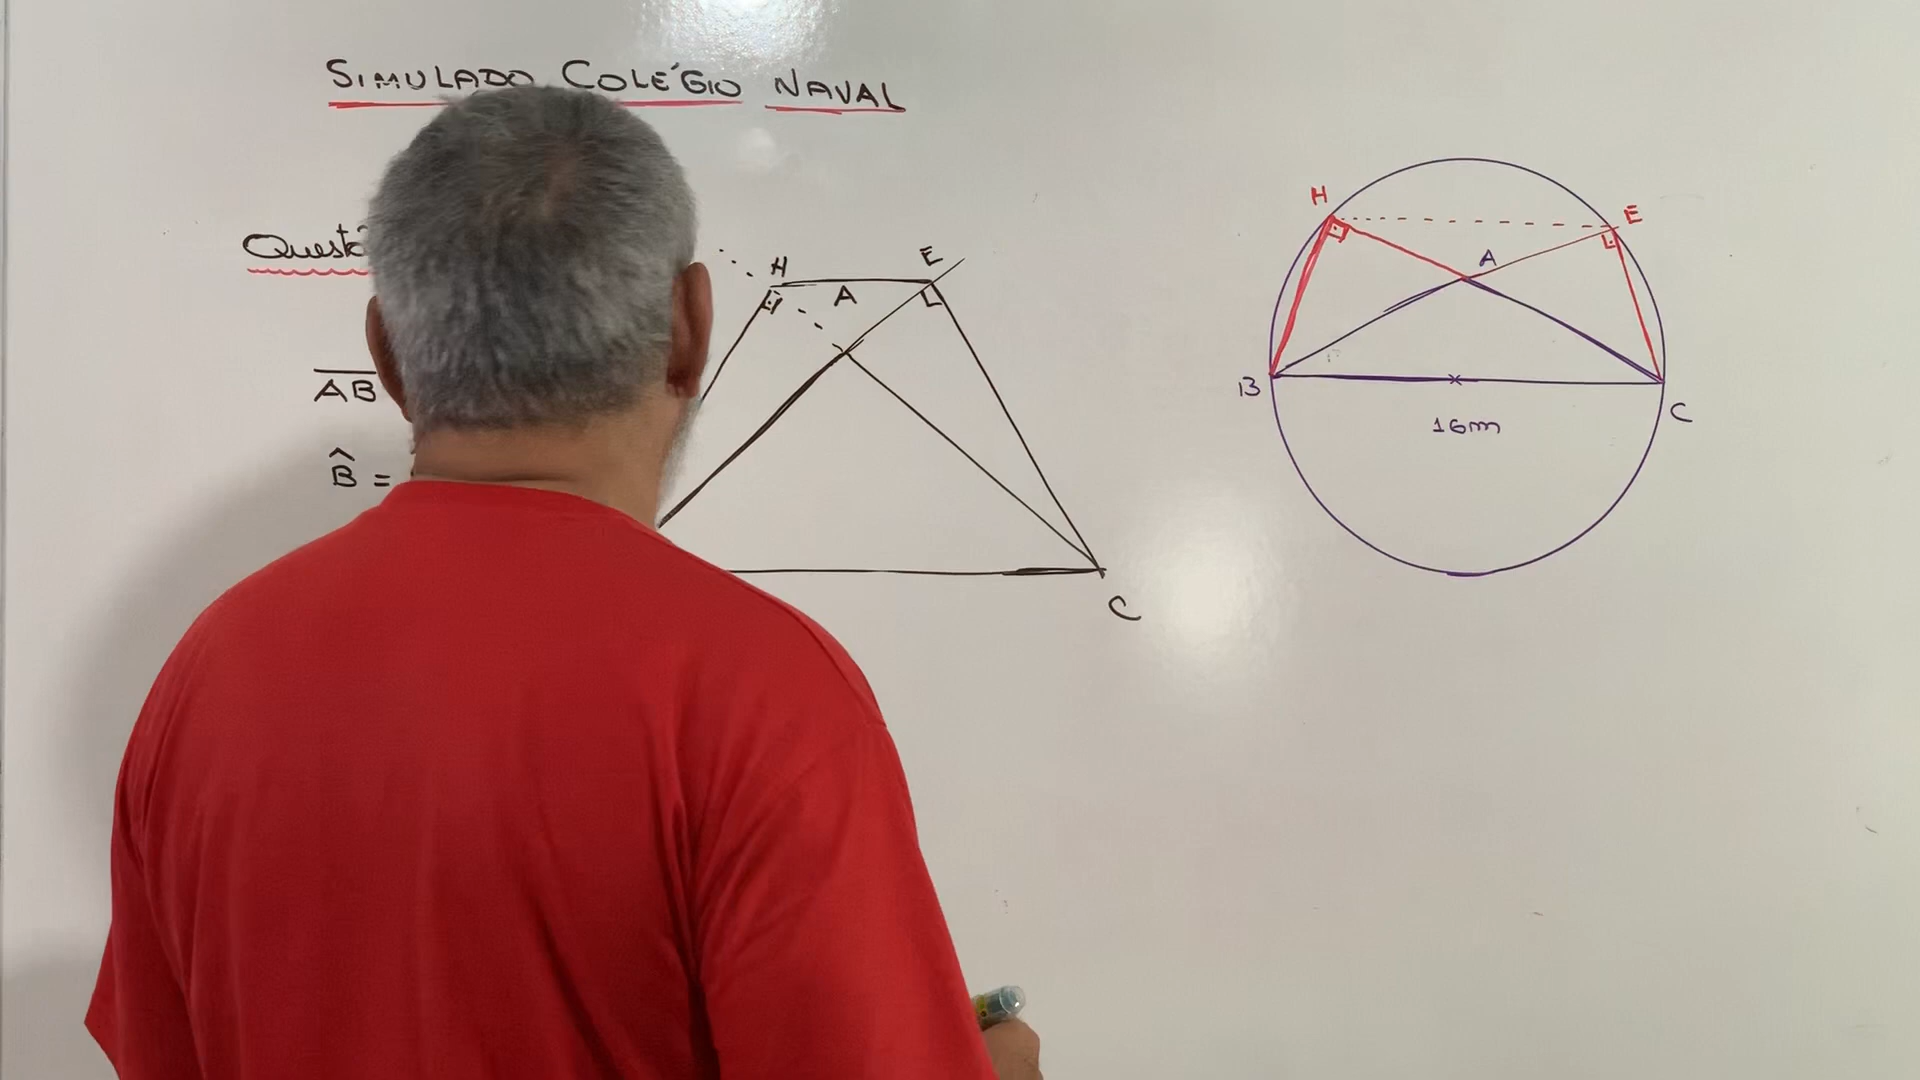 SIMULADO COLÉGIO NAVAL
H
E
A
C
AB
B̂ =
H
E
A
B
C
16m